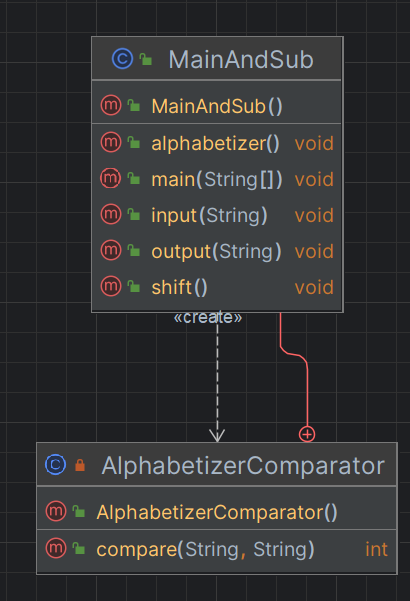 MainAndSub
MainAndSub()
alphabetizer() void
main(String[]) void
input(String) void
output(String) void
shift() void
«create»
AlphabetizerComparator
AlphabetizerComparator()
compare(String, String) int